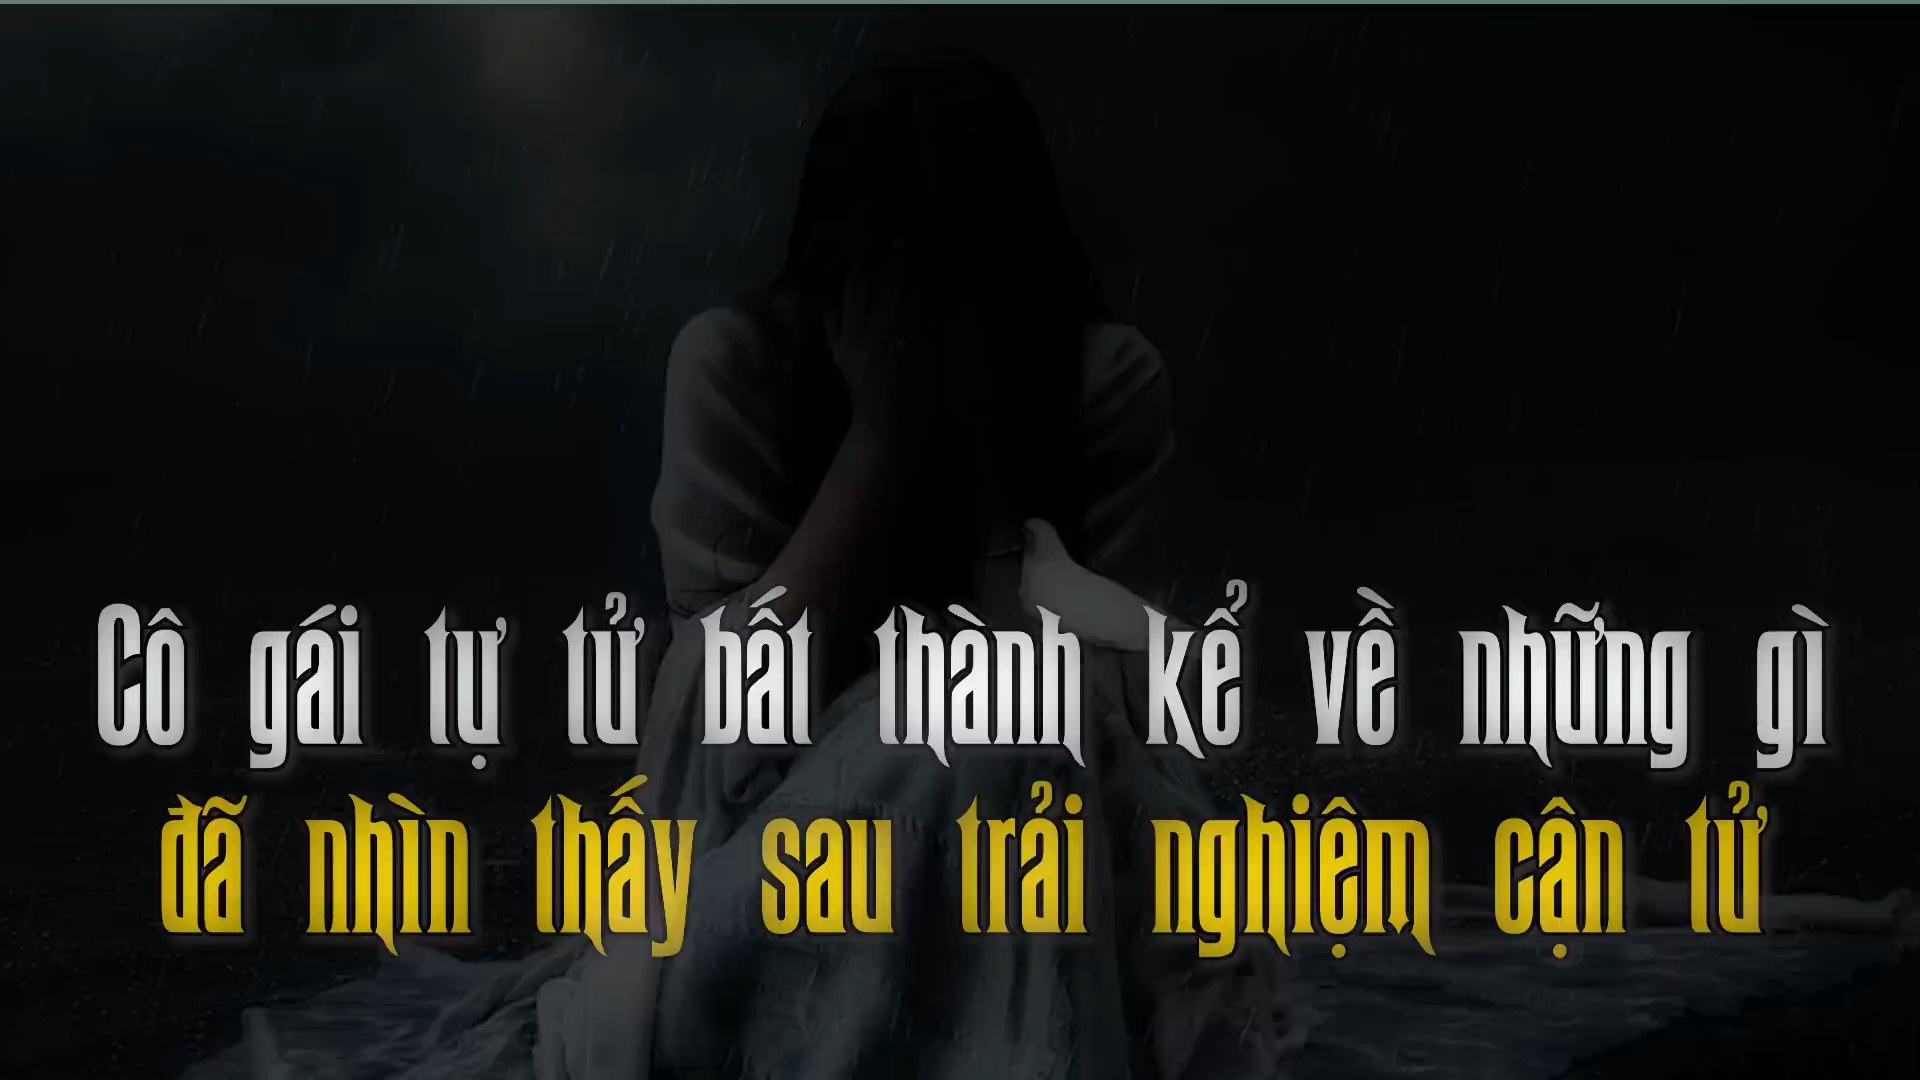 Cô gái tự tử bất thành kể về những gì
đã nhìn thấy sau trải nghiệm cận tử